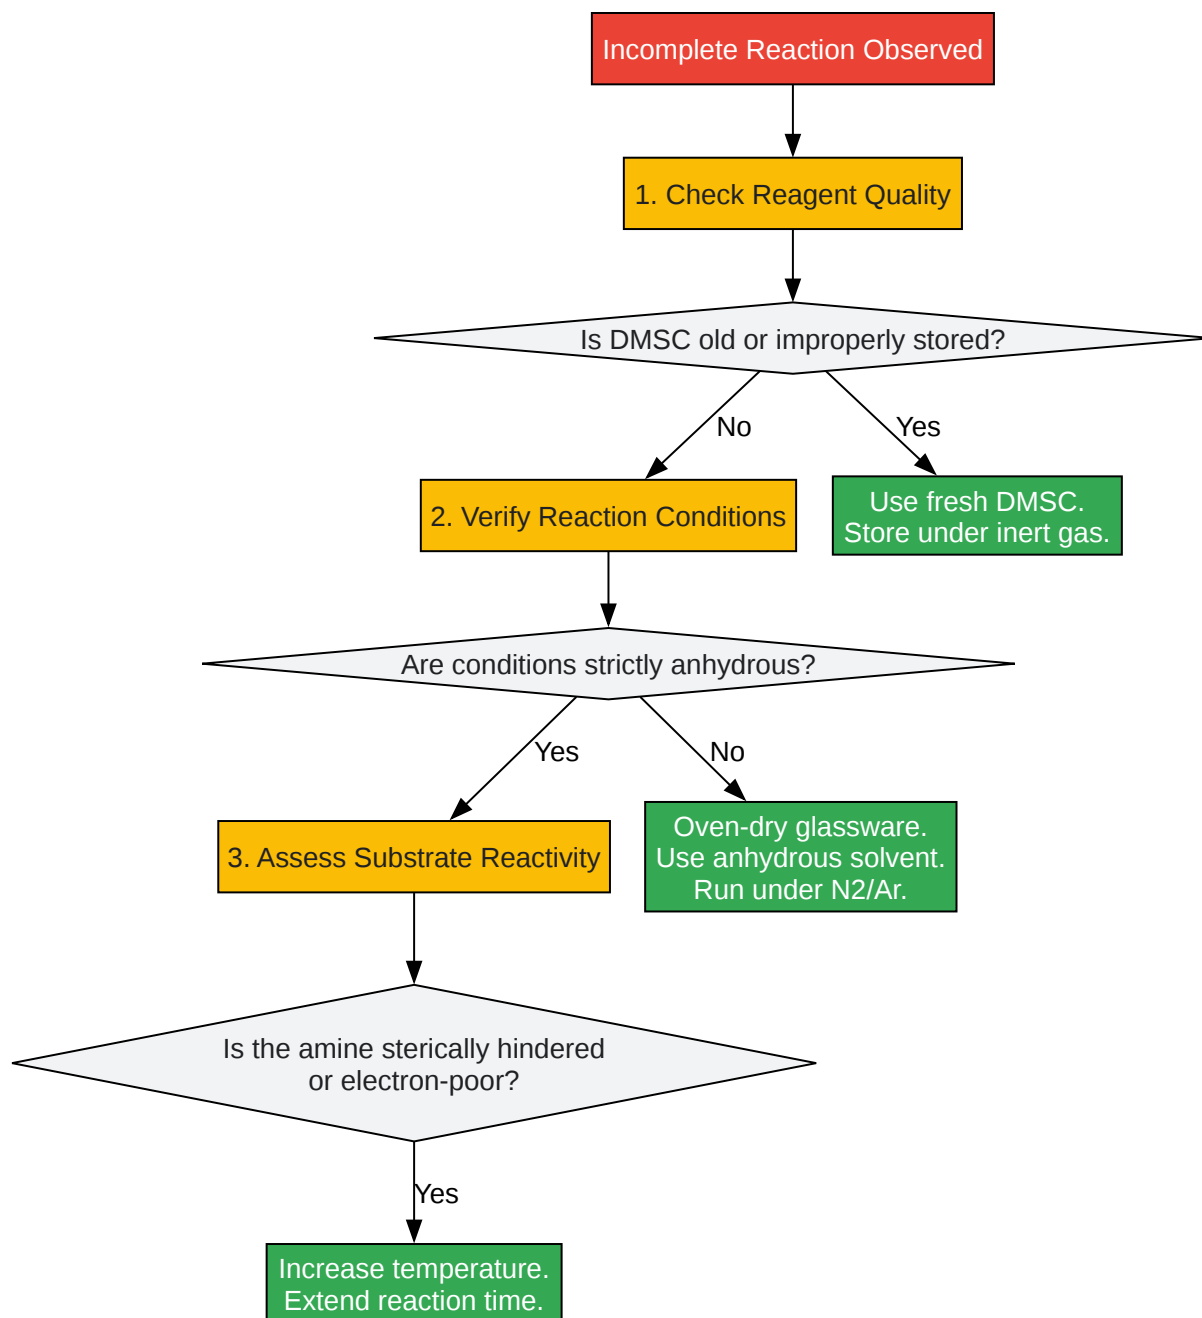 Incomplete Reaction Observed
1. Check Reagent Quality
Is DMSC old or improperly stored?
No
Yes
2. Verify Reaction Conditions
Use fresh DMSC.
Store under inert gas.
Are conditions strictly anhydrous?
Yes
No
3. Assess Substrate Reactivity
Oven-dry glassware.
Use anhydrous solvent.
Run under N2/Ar.
Is the amine sterically hindered
or electron-poor?
Yes
Increase temperature.
Extend reaction time.